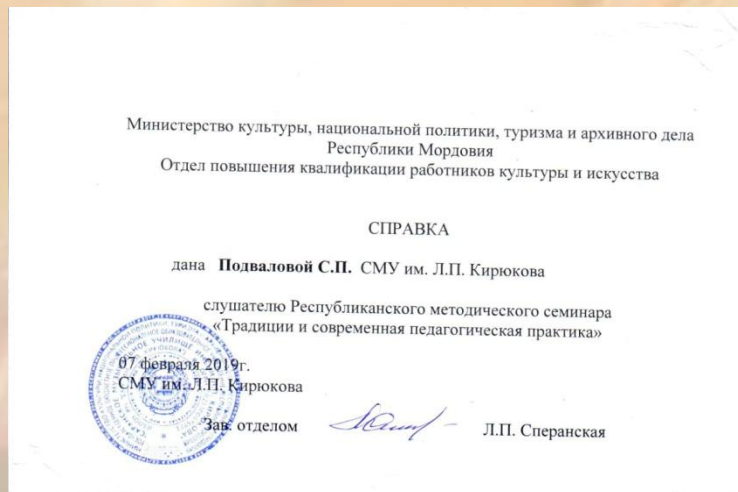 Министерство культуры, национальной политики, туризма и архивного дела
Республики Мордовия
Отдел повышения квалификации работников культуры и искусства
СПРАВКА
дана Подваловой С.П. СМУ им. Л.П. Кирюкова
слушателю Республиканского методического семинара
«Традиции и современная педагогическая практика»
07 февраля 2019г.
СМУ им. Л.П. Кирюкова
Зав. отделом Л.П. Сперанская